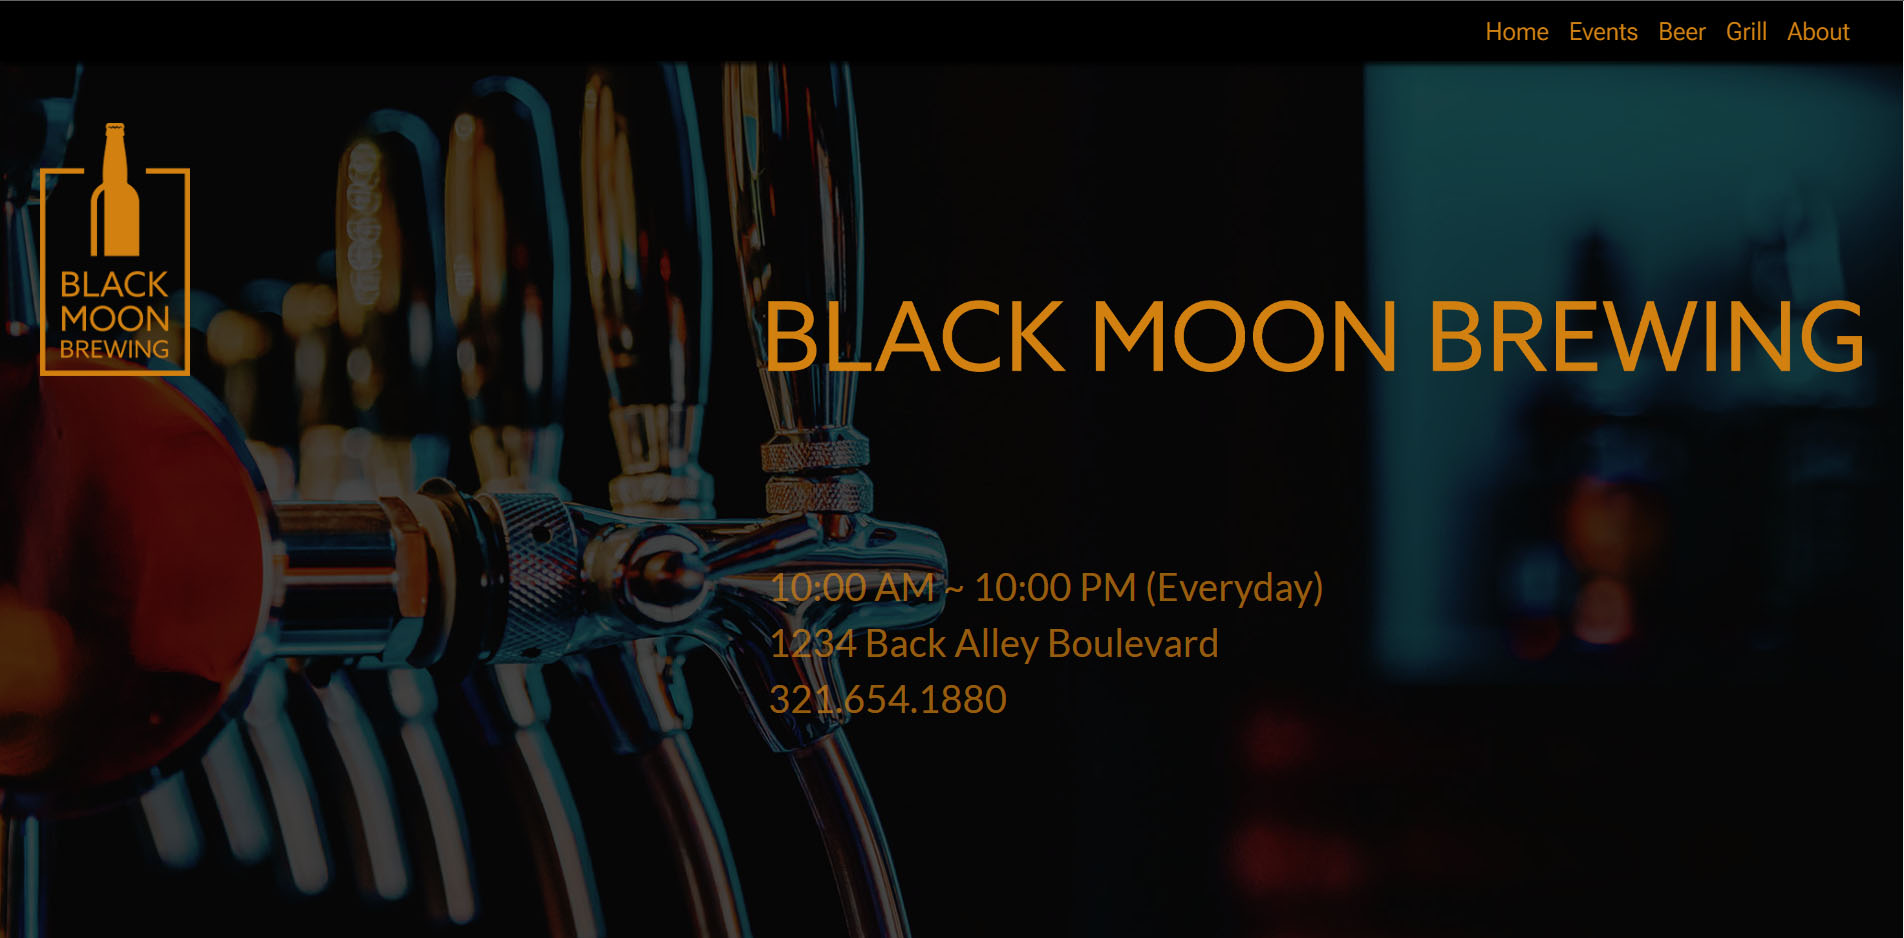 Home Events Beer Grill About
BLACK
MOON
BREWING
BLACK MOON BREWING
10:00 AM ~ 10:00 PM (Everyday)
1234 Back Alley Boulevard
321.654.1880